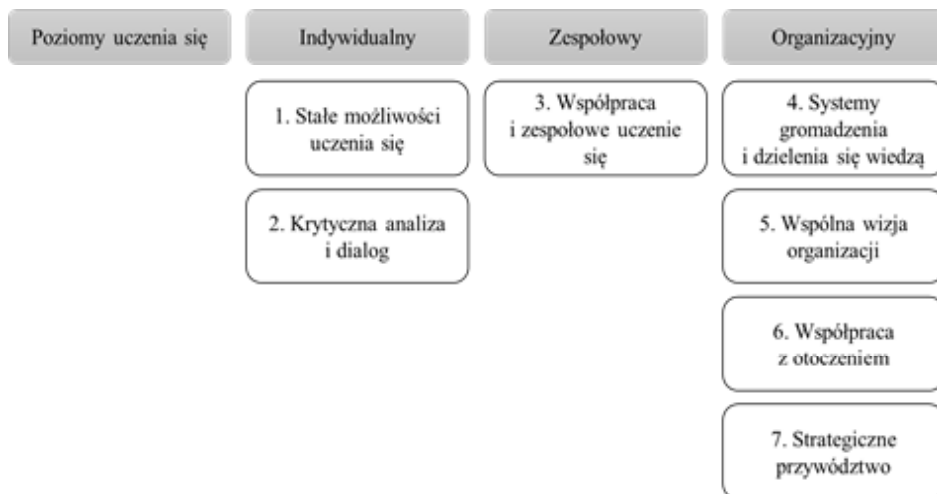 Poziomy uczenia się
Indywidualny
Zespołowy
Organizacyjny
1. Stałe możliwości
uczenia się
2. Krytyczna analiza
i dialog
3. Współpraca
i zespołowe uczenie
się
4. Systemy
gromadzenia
i dzielenia się wiedzą
5. Wspólna wizja
organizacji
6. Współpraca
z otoczeniem
7. Strategiczne
przywództwo